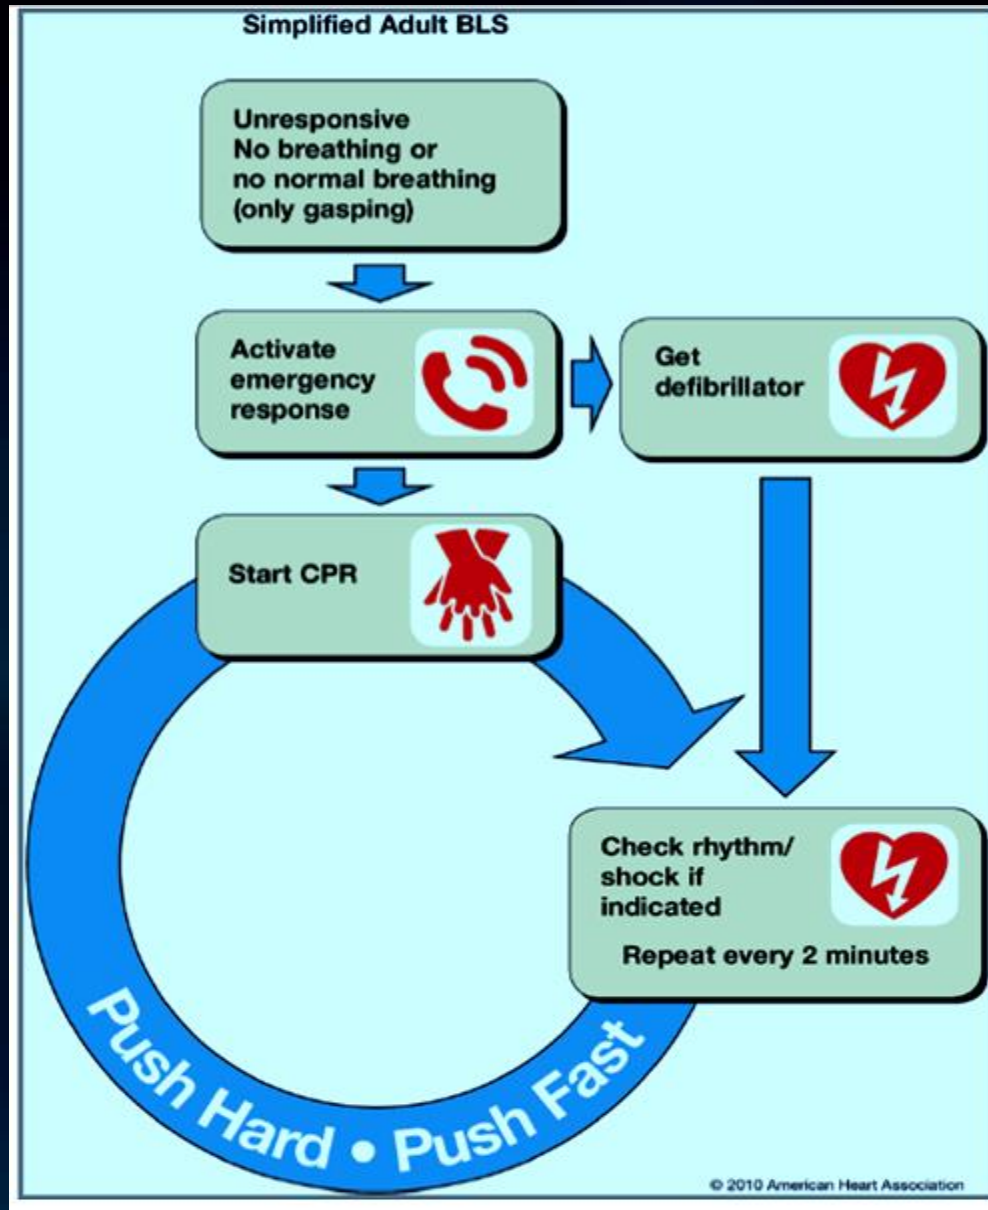 Simplified Adult BLS
Unresponsive
No breathing or
no normal breathing
(only gasping)
Activate
emergency
response
Get
defibrillator
Start CPR
Check rhythm/
shock if
indicated
Repeat every 2 minutes
Push Hard • Push Fast
© 2010 American Heart Association